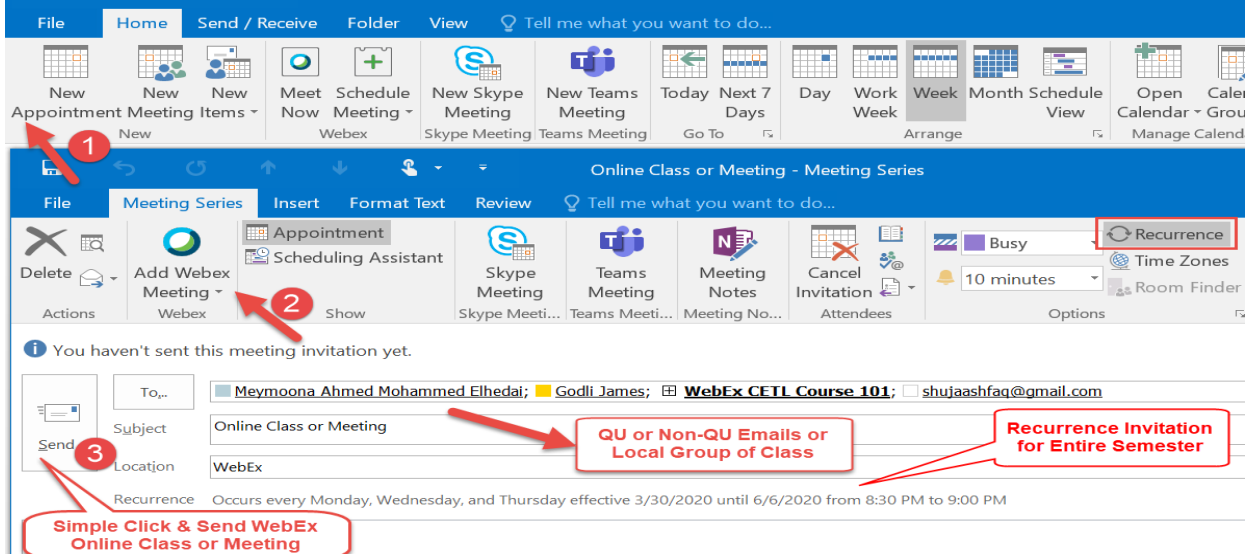 File Home Send / Receive Folder View Tell me what you want to do...
New Appointment New Meeting New Items Meet Now Schedule Meeting New Skype Meeting New Teams Meeting Today Next 7 Days Day Work Week Week Month Schedule View Open Calendar
New Webex Skype Meeting Teams Meeting Go To Arrange Manage
1
Online Class or Meeting - Meeting Series
File Meeting Series Insert Format Text Review Tell me what you want to do...
Delete Add Webex Meeting Appointment Skype Meeting Teams Meeting Meeting Notes Cancel Invitation Busy Recurrence
Scheduling Assistant 10 minutes Time Zones
2 Room Finder
Actions Webex Show Skype Meeti... Teams Meeti... Meeting No... Attendees Options
You haven't sent this meeting invitation yet.
To... Meymoona Ahmed Mohammed Elhedai; Godli James; WebEx CETL Course 101; shujaashfaq@gmail.com
Subject Online Class or Meeting
Send
3
Location WebEx
Recurrence Occurs every Monday, Wednesday, and Thursday effective 3/30/2020 until 6/6/2020 from 8:30 PM to 9:00 PM
QU or Non-QU Emails or
Local Group of Class
Recurrence Invitation
for Entire Semester
Simple Click & Send WebEx
Online Class or Meeting